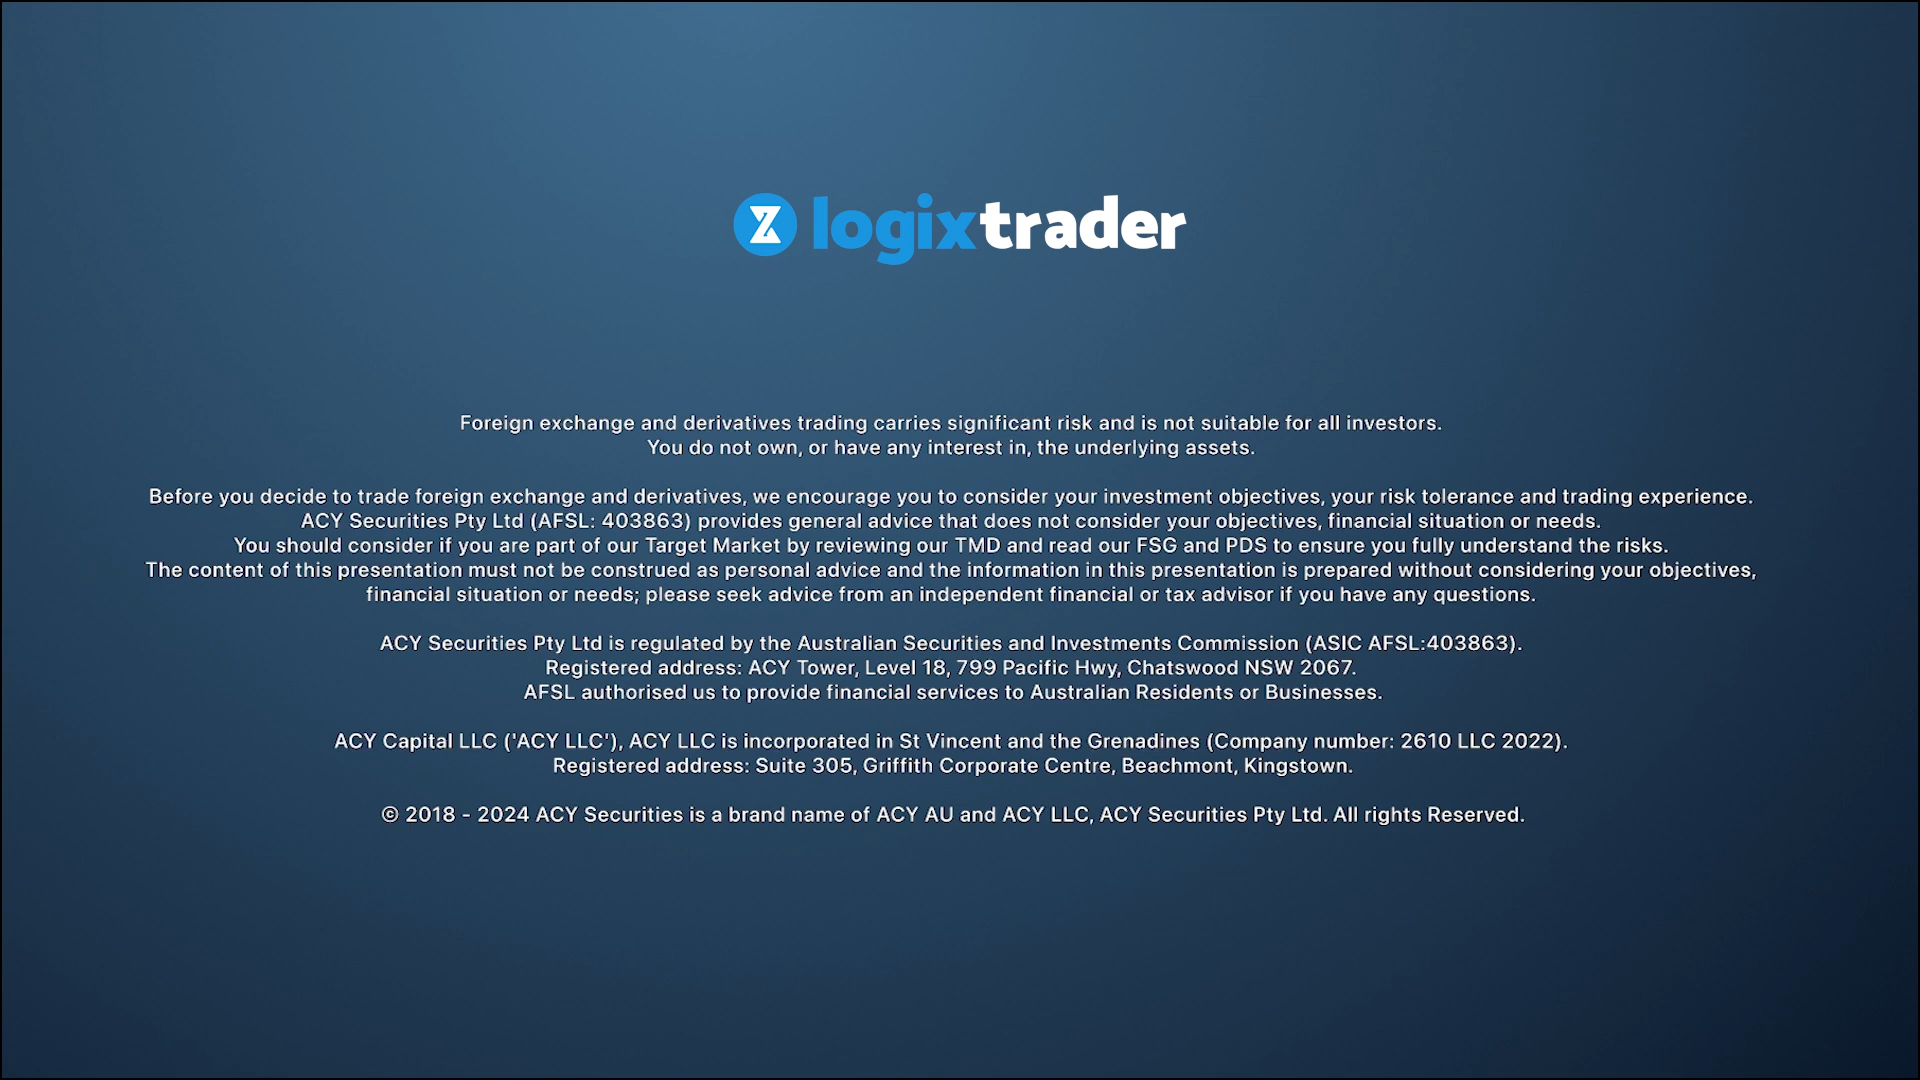 logixtrader
Foreign exchange and derivatives trading carries significant risk and is not suitable for all investors.
You do not own, or have any interest in, the underlying assets.
Before you decide to trade foreign exchange and derivatives, we encourage you to consider your investment objectives, your risk tolerance and trading experience.
ACY Securities Pty Ltd (AFSL: 403863) provides general advice that does not consider your objectives, financial situation or needs.
You should consider if you are part of our Target Market by reviewing our TMD and read our FSG and PDS to ensure you fully understand the risks.
The content of this presentation must not be construed as personal advice and the information in this presentation is prepared without considering your objectives,
financial situation or needs; please seek advice from an independent financial or tax advisor if you have any questions.
ACY Securities Pty Ltd is regulated by the Australian Securities and Investments Commission (ASIC AFSL:403863).
Registered address: ACY Tower, Level 18, 799 Pacific Hwy, Chatswood NSW 2067.
AFSL authorised us to provide financial services to Australian Residents or Businesses.
ACY Capital LLC ('ACY LLC'), ACY LLC is incorporated in St Vincent and the Grenadines (Company number: 2610 LLC 2022).
Registered address: Suite 305, Griffith Corporate Centre, Beachmont, Kingstown.
© 2018 - 2024 ACY Securities is a brand name of ACY AU and ACY LLC, ACY Securities Pty Ltd. All rights Reserved.